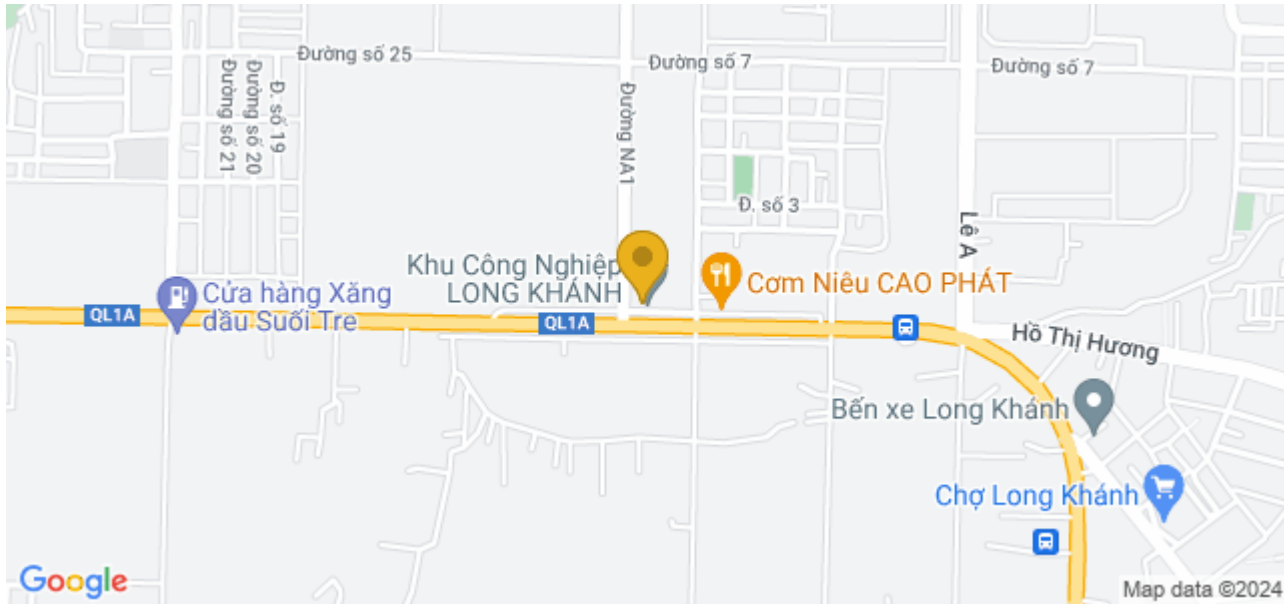 Đường số 25
Đường số 7
Đường số 7
Đ. số 19
Đường số 20
Đường số 21
Đường NA1
Đ. số 3
Lê A
Khu Công Nghiệp
LONG KHÁNH
Cơm Niêu CAO PHÁT
Cửa hàng Xăng
dầu Suối Tre
QL1A
QL1A
Hồ Thị Hương
Bến xe Long Khánh
Chợ Long Khánh
Google
Map data ©2024